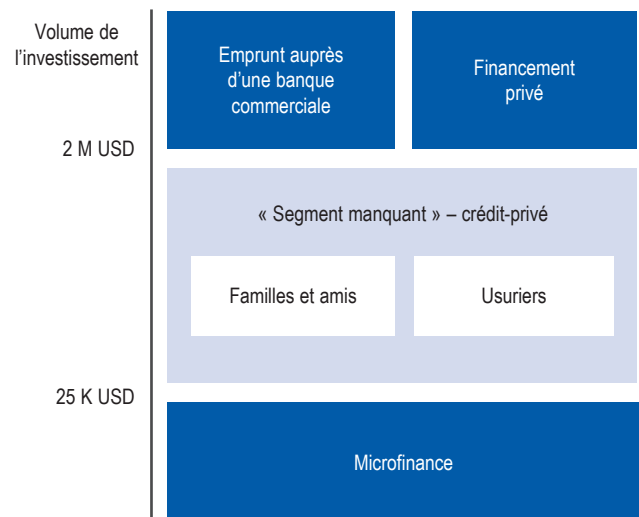 Volume de
l’investissement
Emprunt auprès
d’une banque
commerciale
Financement
privé
2 M USD
« Segment manquant » – crédit-privé
Familles et amis
Usuriers
25 K USD
Microfinance